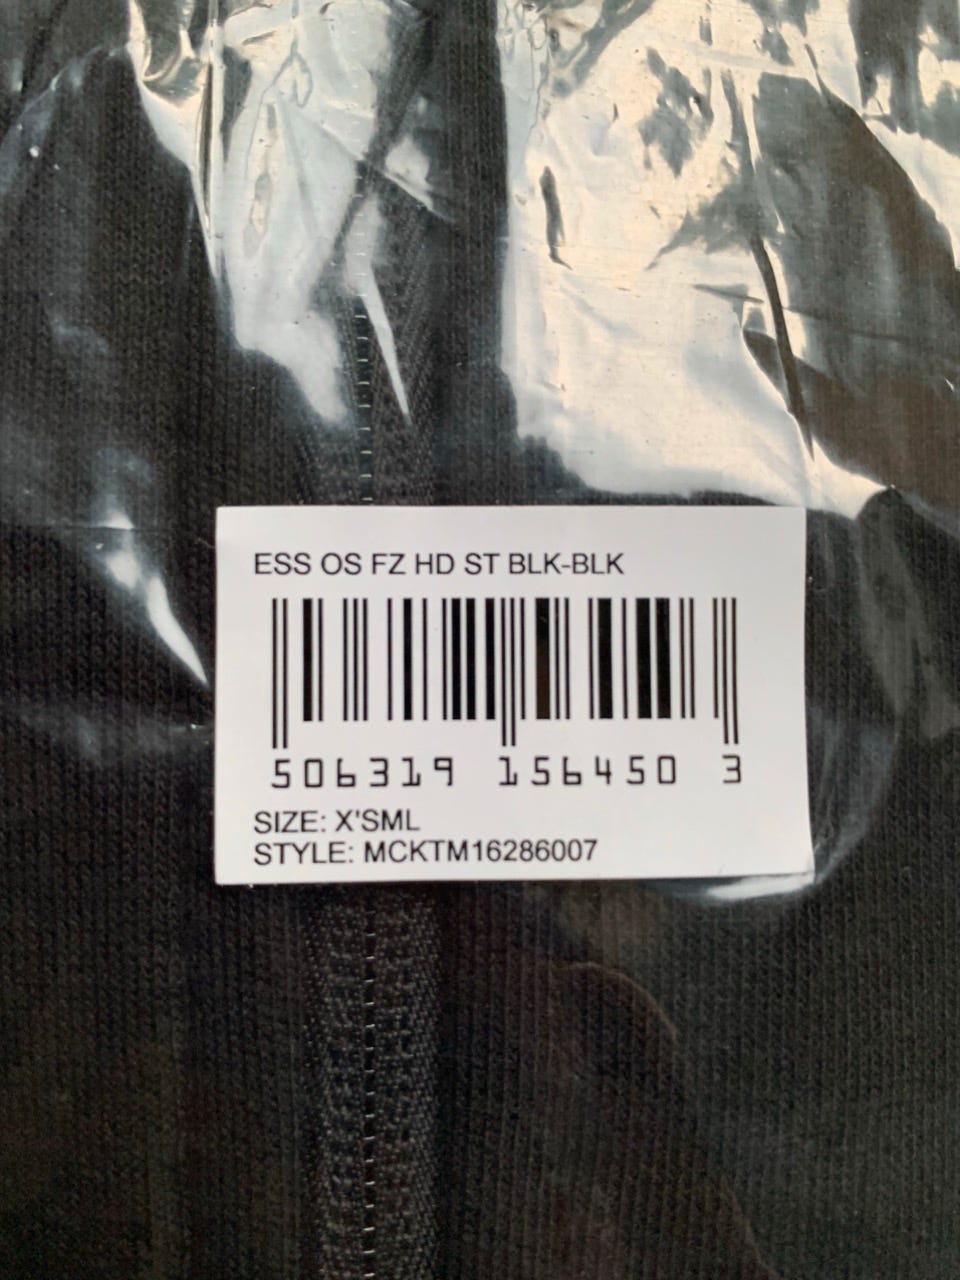 ESS OS FZ HD ST BLK-BLK
506319 156450 3
SIZE: X'SML
STYLE: MCKTM16286007